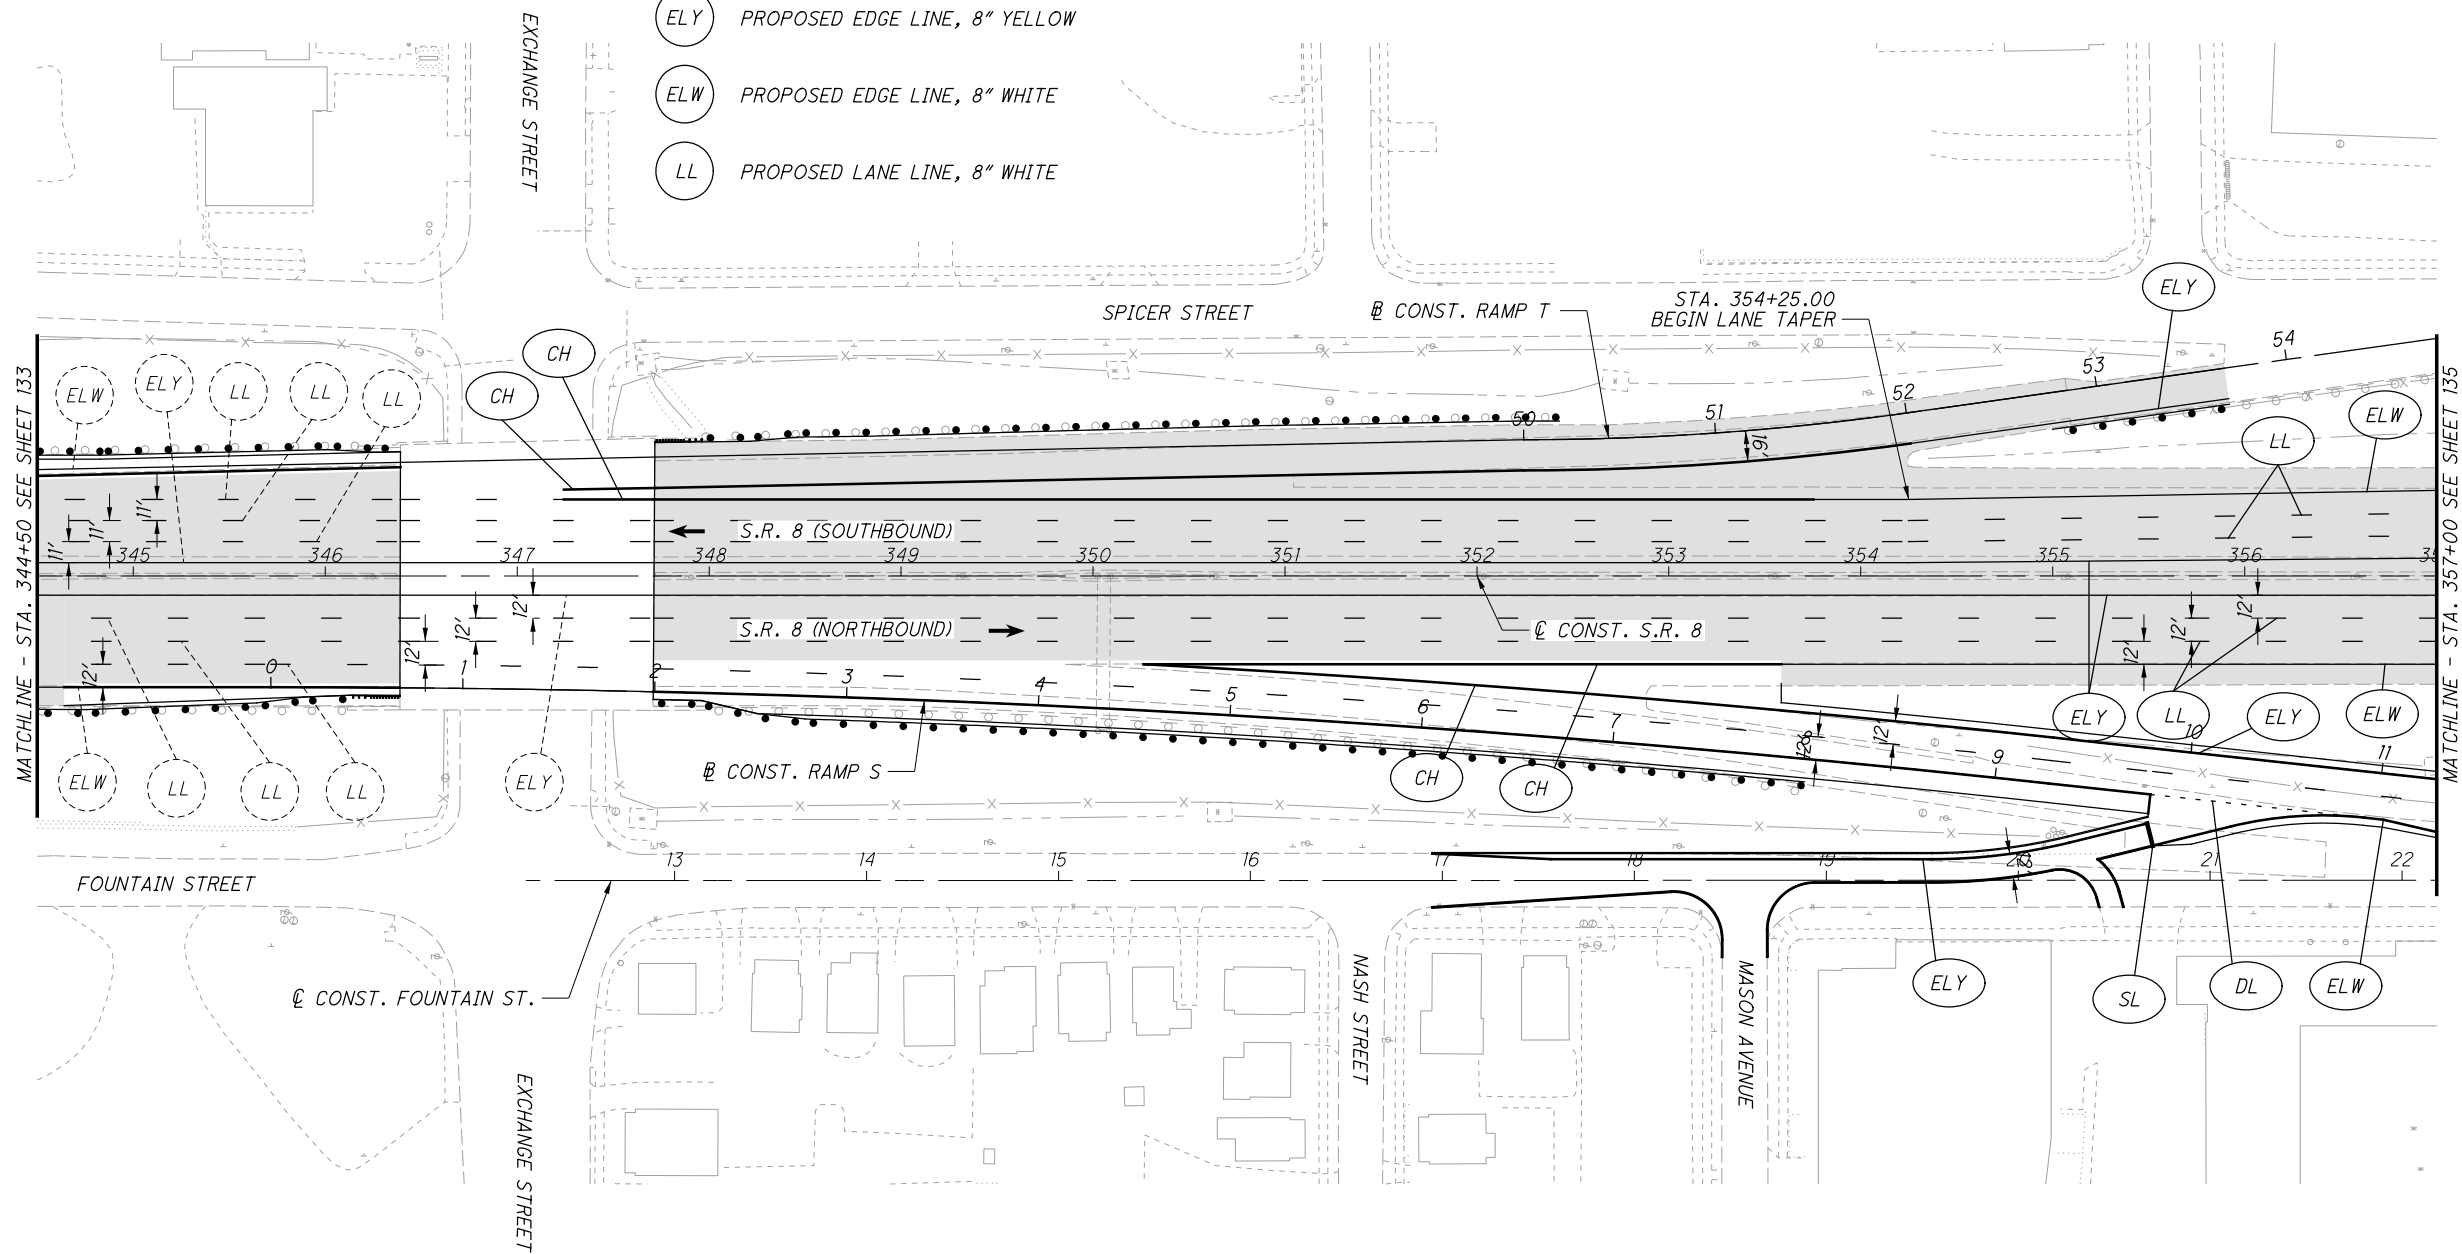 ELY PROPOSED EDGE LINE, 8" YELLOW
ELW PROPOSED EDGE LINE, 8" WHITE
LL PROPOSED LANE LINE, 8" WHITE
EXCHANGE STREET
SPICER STREET
℄ CONST. RAMP T
STA. 354+25.00
BEGIN LANE TAPER
ELY
54
53
52
51
50
16'
CH
CH
ELW
ELY
LL
LL
LL
ELW
LL
MATCHLINE - STA. 344+50 SEE SHEET 133
MATCHLINE - STA. 357+00 SEE SHEET 135
11'
11'
11'
S.R. 8 (SOUTHBOUND)
345 346 347 348 349 350 351 352 353 354 355 356
12'
12'
12'
12'
S.R. 8 (NORTHBOUND)
℄ CONST. S.R. 8
12'
12'
12'
0 1 2 3 4 5 6 7 9 10 11
12'
ELY
LL
ELY
ELW
℄ CONST. RAMP S
CH
CH
ELW
LL
LL
LL
ELY
FOUNTAIN STREET
13 14 15 16 17 18 19 20 21 22
℄ CONST. FOUNTAIN ST.
ELY
SL
DL
ELW
NASH STREET
MASON AVENUE
EXCHANGE STREET